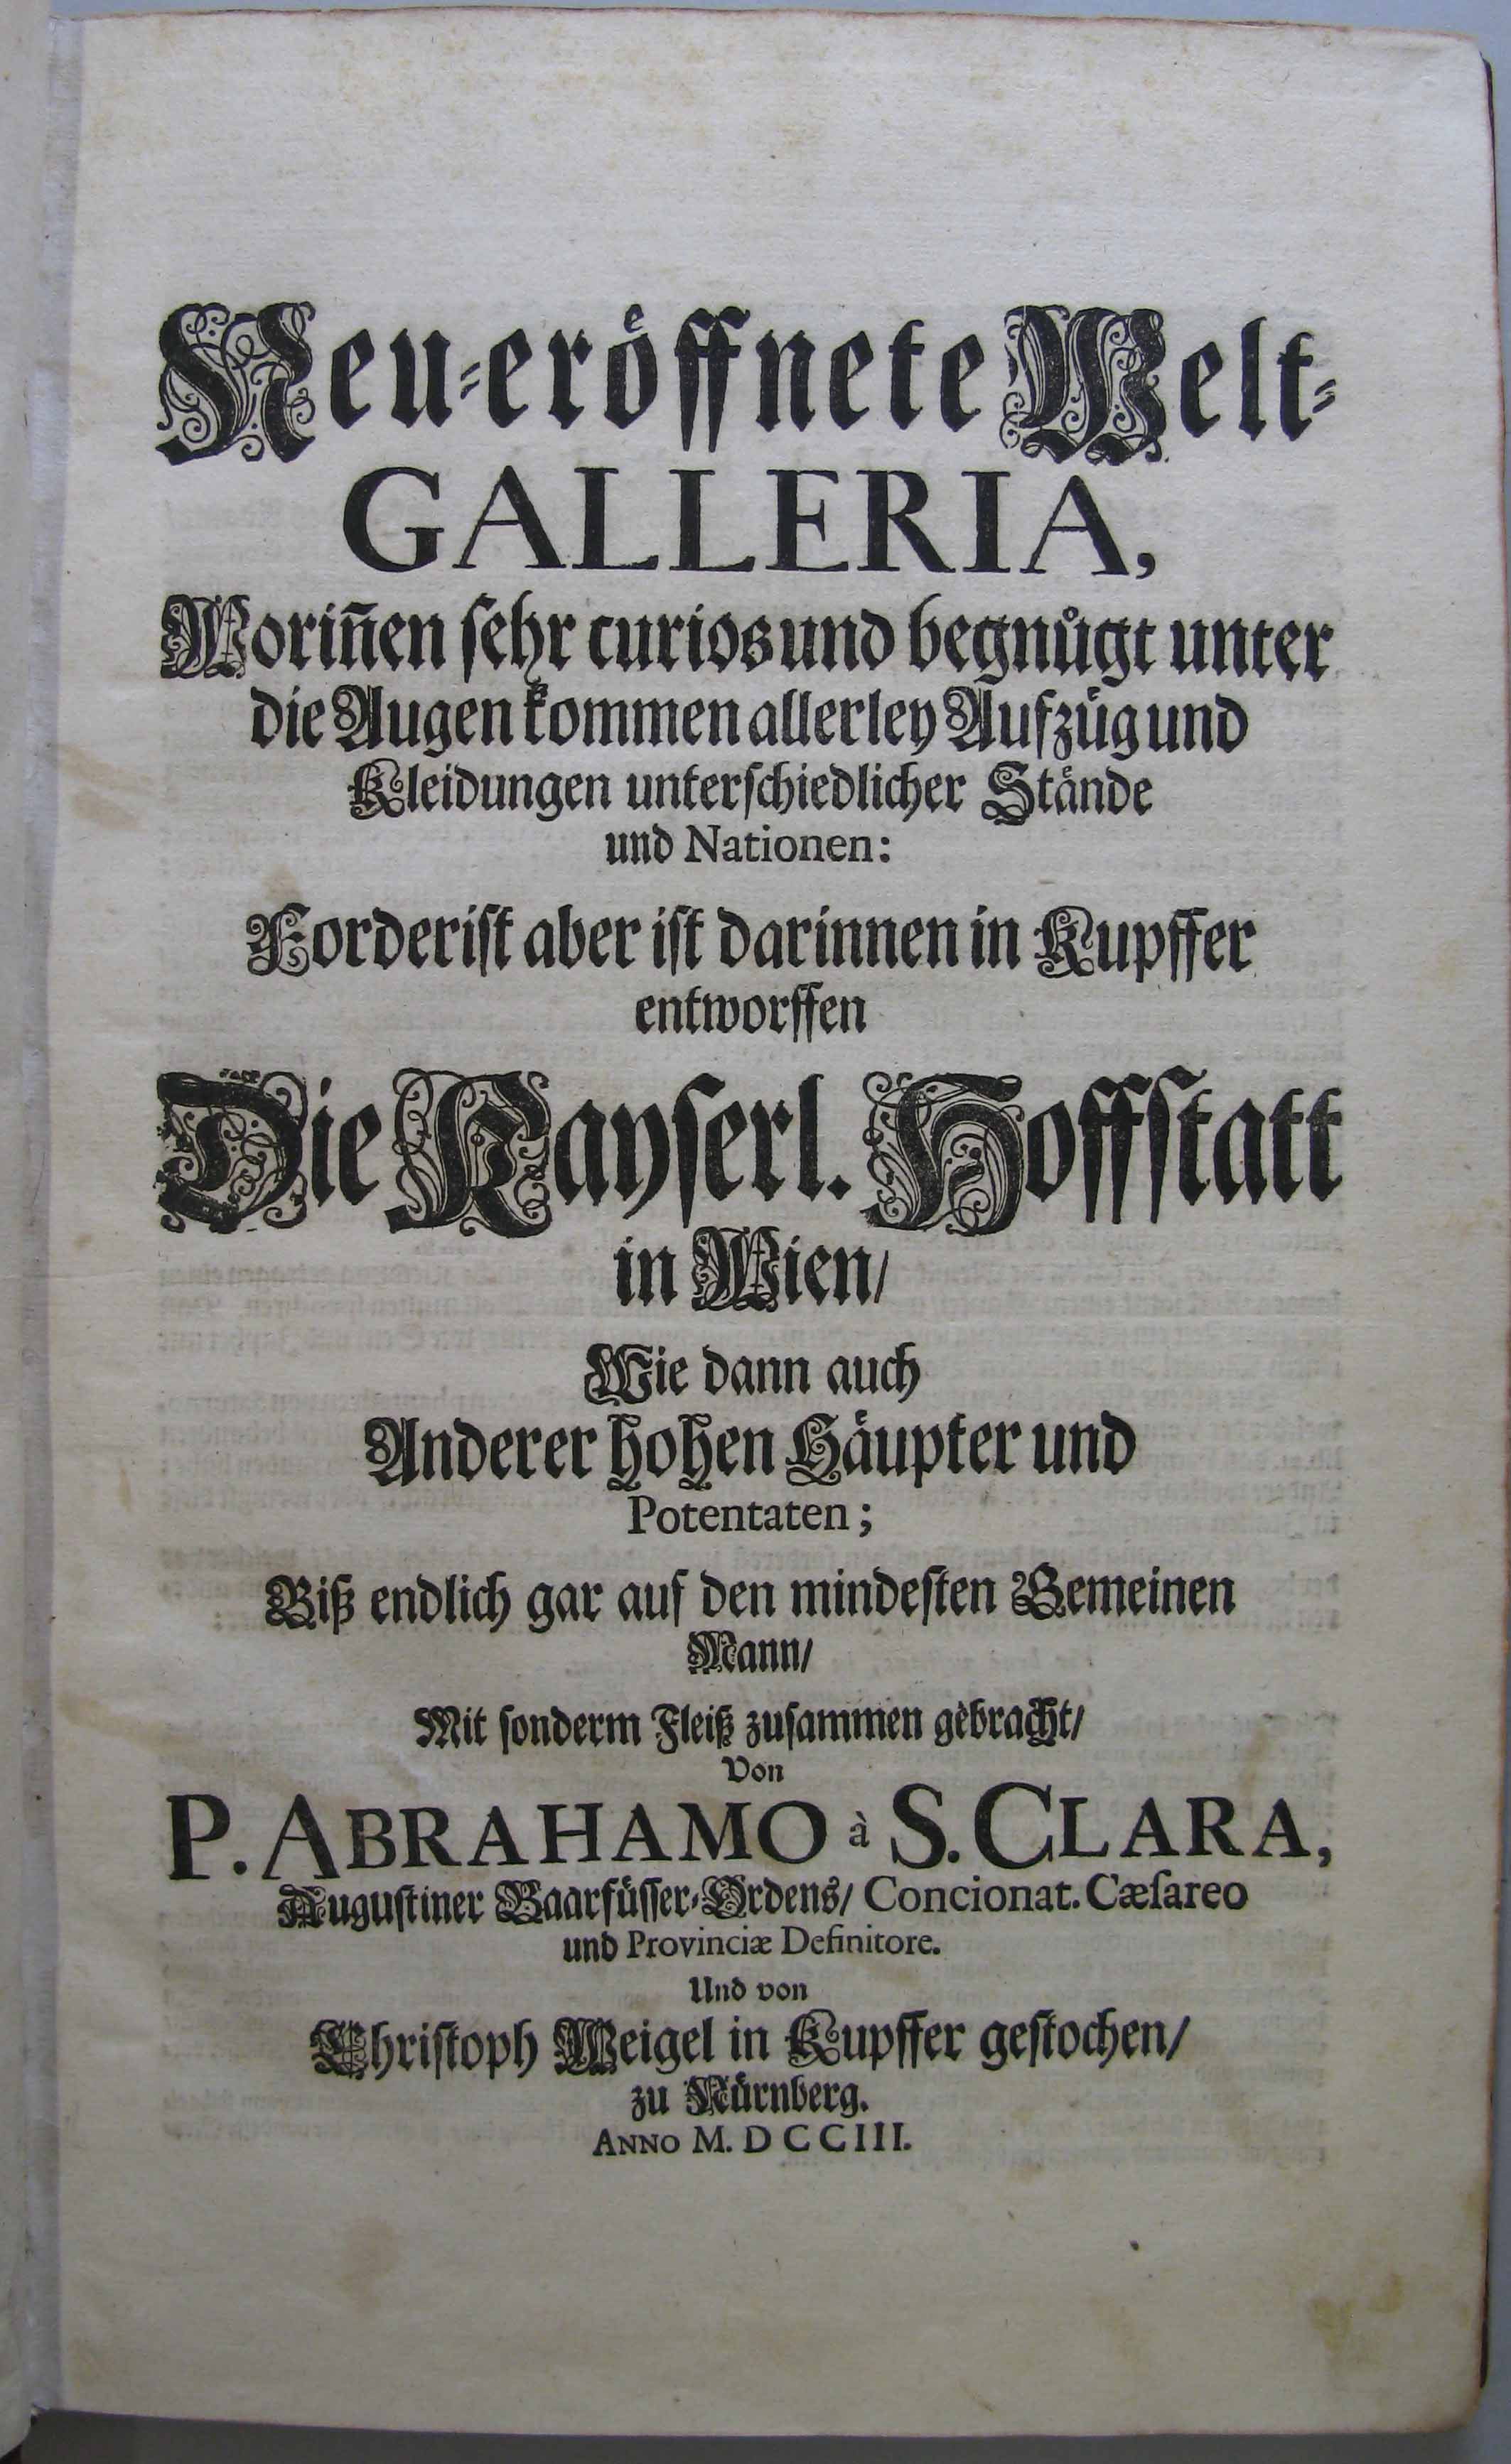 Neu-eröffnete Welt-
GALLERIA,
Woriñen sehr curios und begnügt unter
die Augen kommen allerley Aufzüg und
Kleidungen unterschiedlicher Stände
und Nationen:
Forderist aber ist darinnen in Kupffer
entworffen
Die Kayserl. Hoffstatt
in Wien/
Wie dann auch
Anderer hohen Häupter und
Potentaten;
Biß endlich gar auf den mindesten Gemeinen
Mann/
Mit sonderm Fleiß zusammen gebracht/
Von
P. ABRAHAMO à S. CLARA,
Augustiner Baarfüsser-Ordens/ Concionat. Cæſareo
und Provinciæ Definitore.
Und von
Christoph Weigel in Kupffer gestochen/
zu Nürnberg.
ANNO M. D CCIII.